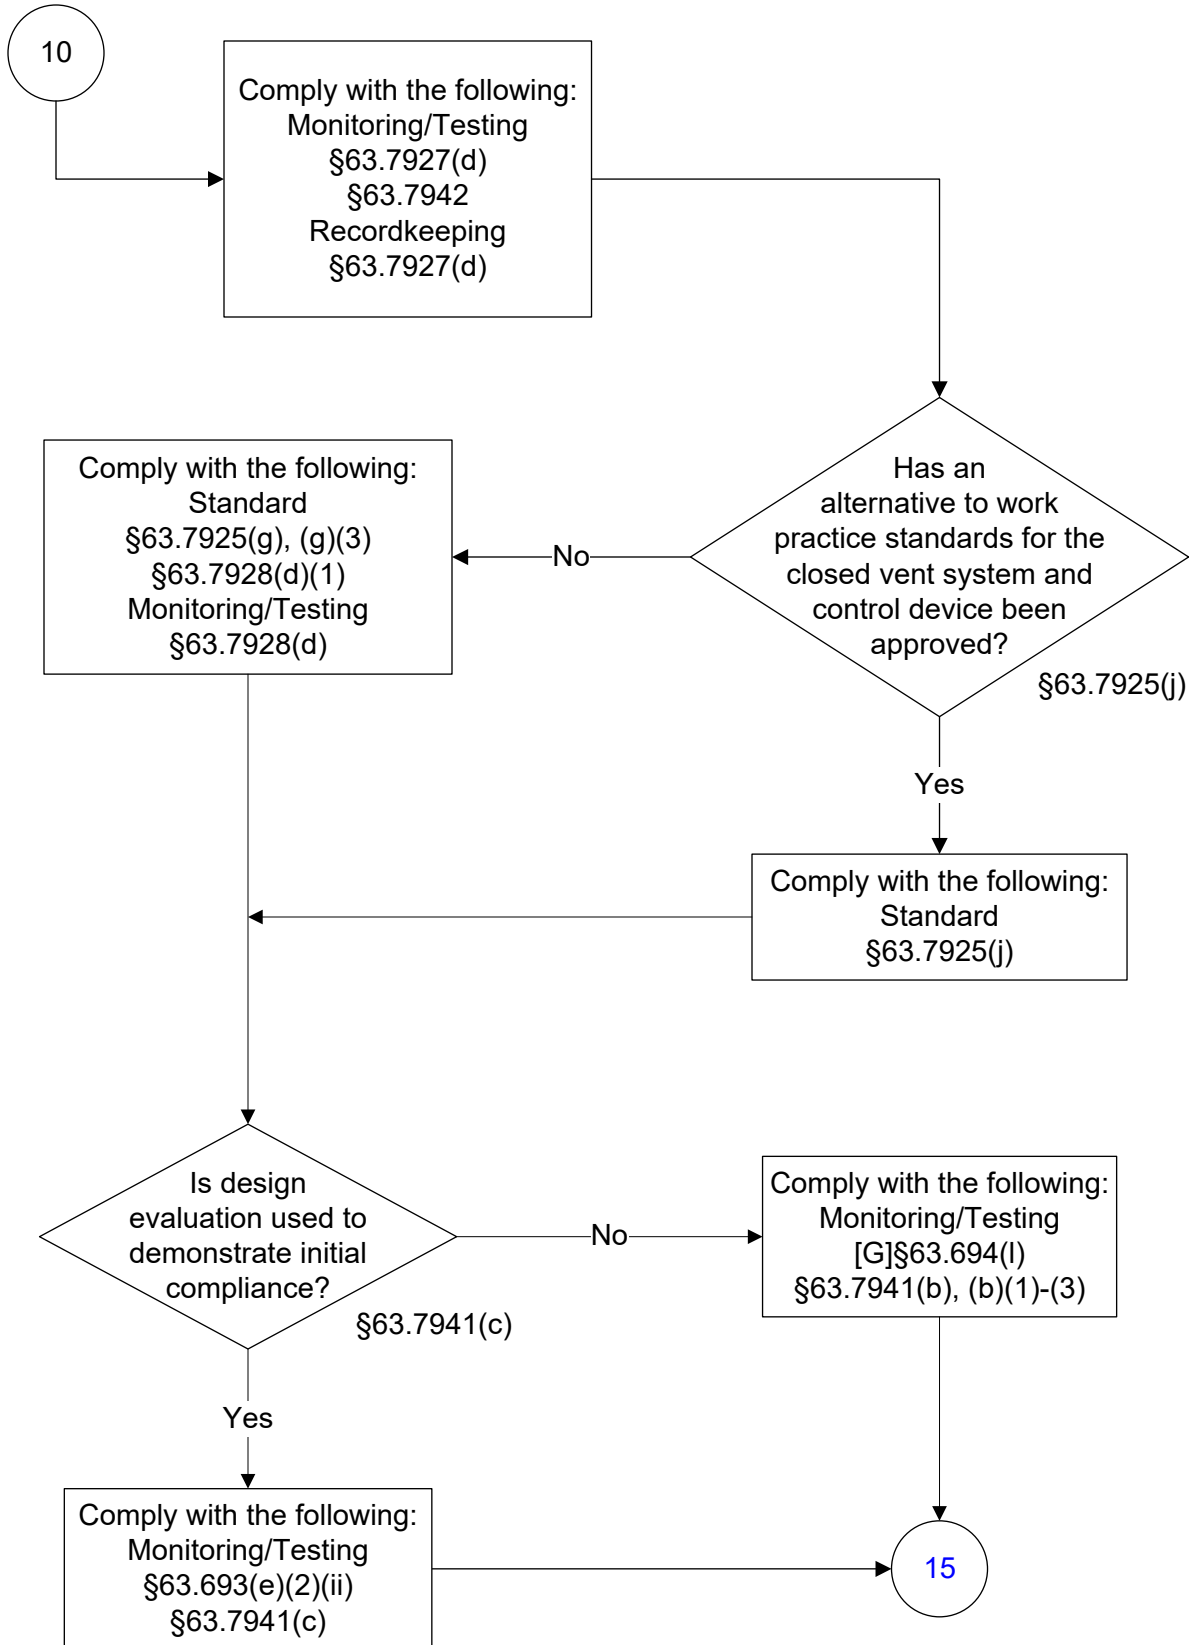 10
Comply with the following:
Monitoring/Testing
§63.7927(d)
§63.7942
Recordkeeping
§63.7927(d)
Has an
alternative to work
practice standards for the
closed vent system and
control device been
approved?
§63.7925(j)
No
Comply with the following:
Standard
§63.7925(g), (g)(3)
§63.7928(d)(1)
Monitoring/Testing
§63.7928(d)
Yes
Comply with the following:
Standard
§63.7925(j)
Is design
evaluation used to
demonstrate initial
compliance?
§63.7941(c)
No
Comply with the following:
Monitoring/Testing
[G]§63.694(l)
§63.7941(b), (b)(1)-(3)
Yes
Comply with the following:
Monitoring/Testing
§63.693(e)(2)(ii)
§63.7941(c)
15